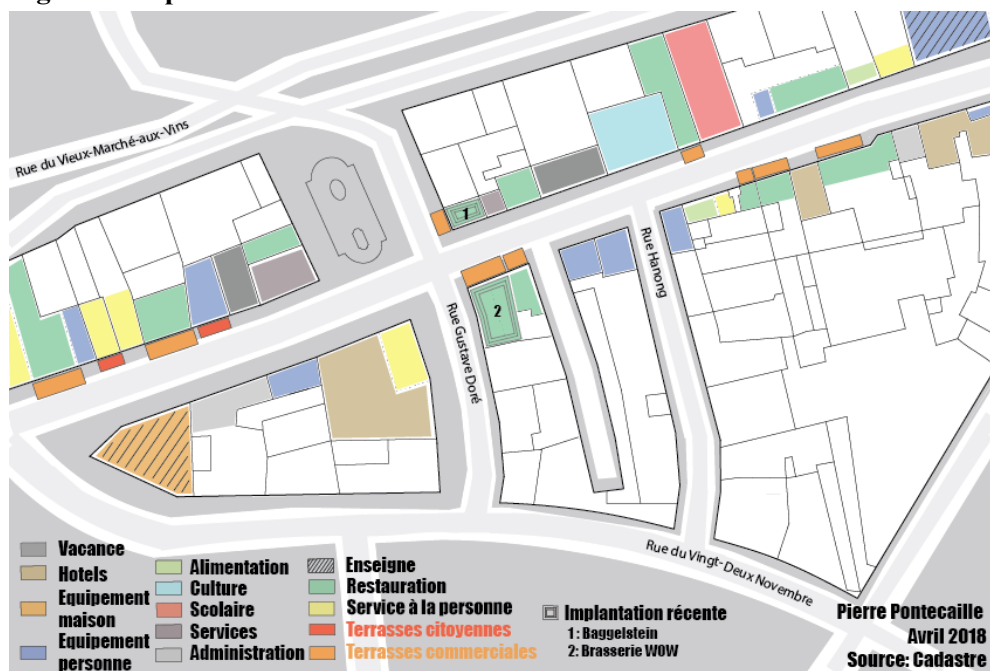 Rue du Vieux-Marché-aux-Vins
1
2
Rue Gustave Doré
Rue Hanong
Rue du Vingt-Deux Novembre
Vacance
Hotels
Equipement
maison
Equipement
personne
Alimentation
Culture
Scolaire
Services
Administration
Enseigne
Restauration
Service à la personne
Terrasses citoyennes
Terrasses commerciales
Implantation récente
1: Baggelstein
2: Brasserie WOW
Pierre Pontecaille
Avril 2018
Source: Cadastre